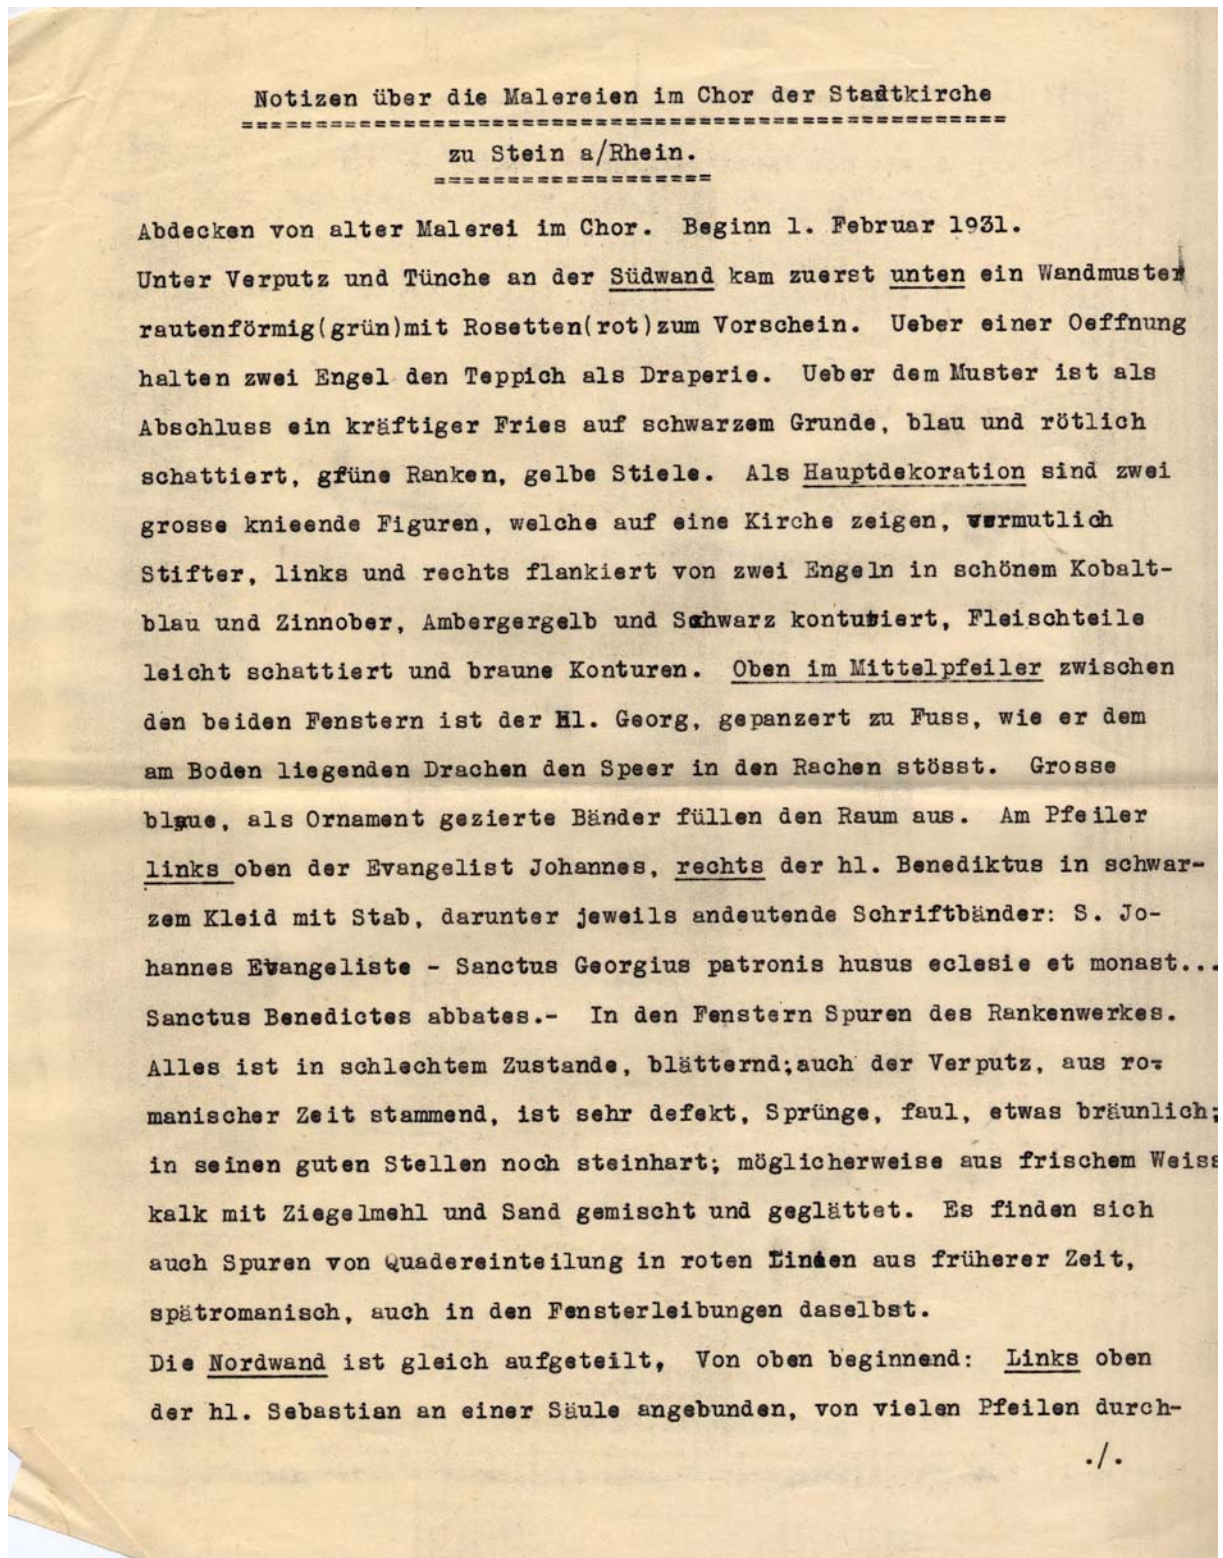 Notizen über die Malereien im Chor der Stadtkirche
zu Stein a/Rhein.
Abdecken von alter Malerei im Chor. Beginn 1. Februar 1931.
Unter Verputz und Tünche an der Südwand kam zuerst unten ein Wandmuster
rautenförmig(grün)mit Rosetten(rot)zum Vorschein. Ueber einer Oeffnung
halten zwei Engel den Teppich als Draperie. Ueber dem Muster ist als
Abschluss ein kräftiger Fries auf schwarzem Grunde, blau und rötlich
schattiert, grüne Ranken, gelbe Stiele. Als Hauptdekoration sind zwei
grosse knieende Figuren, welche auf eine Kirche zeigen, vermutlich
Stifter, links und rechts flankiert von zwei Engeln in schönem Kobalt-
blau und Zinnober, Ambergergelb und Schwarz konturiert, Fleischteile
leicht schattiert und braune Konturen. Oben im Mittelpfeiler zwischen
den beiden Fenstern ist der Hl. Georg, gepanzert zu Fuss, wie er dem
am Boden liegenden Drachen den Speer in den Rachen stösst. Grosse
blaue, als Ornament gezierte Bänder füllen den Raum aus. Am Pfeiler
links oben der Evangelist Johannes, rechts der hl. Benediktus in schwar-
zem Kleid mit Stab, darunter jeweils andeutende Schriftbänder: S. Jo-
hannes Evangeliste - Sanctus Georgius patronis husus eclesie et monast...
Sanctus Benedictes abbates.- In den Fenstern Spuren des Rankenwerkes.
Alles ist in schlechtem Zustande, blätternd;auch der Verputz, aus ro-
manischer Zeit stammend, ist sehr defekt, Sprünge, faul, etwas bräunlich;
in seinen guten Stellen noch steinhart; möglicherweise aus frischem Weiss
kalk mit Ziegelmehl und Sand gemischt und geglättet. Es finden sich
auch Spuren von Quadereinteilung in roten Linien aus früherer Zeit,
spätromanisch, auch in den Fensterleibungen daselbst.
Die Nordwand ist gleich aufgeteilt, Von oben beginnend: Links oben
der hl. Sebastian an einer Säule angebunden, von vielen Pfeilen durch-
./.